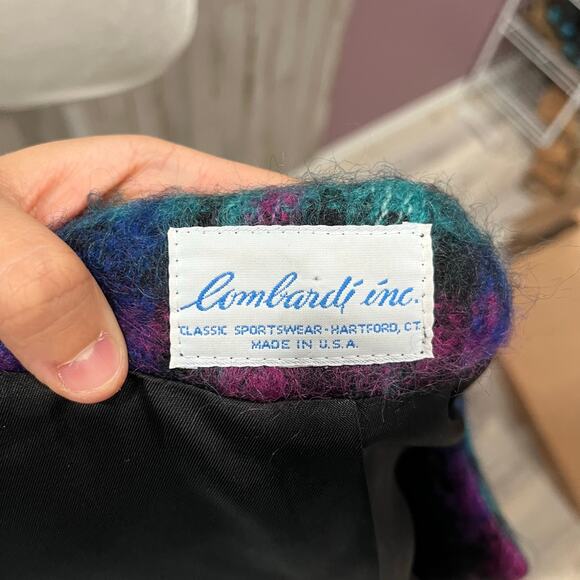 Lombardi inc.
CLASSIC SPORTSWEAR-HARTFORD, CT.
MADE IN U.S.A.